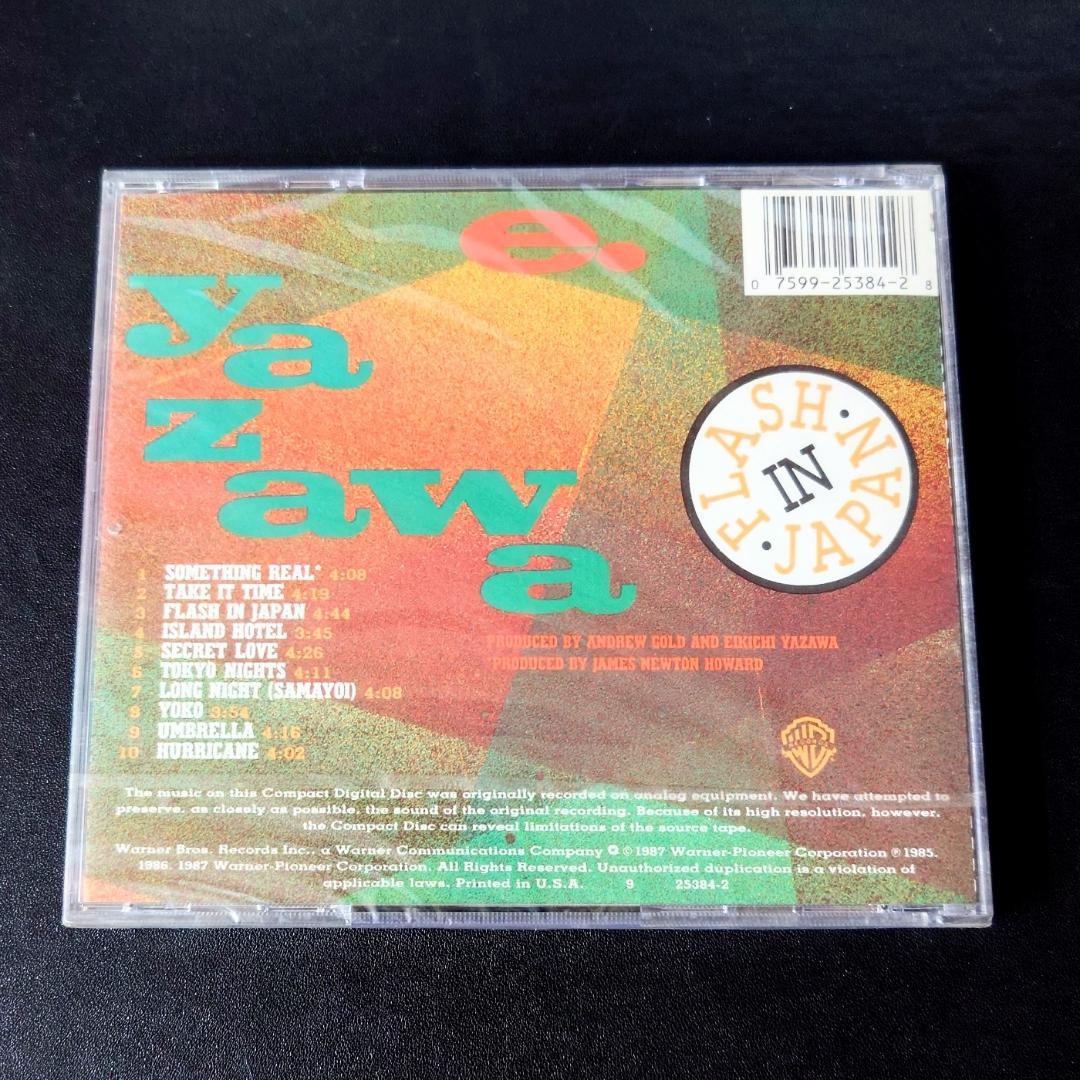 e.
ya
z
aw
a
0 7599-25384-2 8
FLASH · IN · JAPAN
1 SOMETHING REAL* 4:08
2 TAKE IT TIME 4:19
3 FLASH IN JAPAN 4:44
4 ISLAND HOTEL 3:45
5 SECRET LOVE 4:26
6 TOKYO NIGHTS 4:11
7 LONG NIGHT (SAMAYOI) 4:08
8 YOKO 3:54
9 UMBRELLA 4:16
10 HURRICANE 4:02
PRODUCED BY ANDREW GOLD AND EIKICHI YAZAWA
*PRODUCED BY JAMES NEWTON HOWARD
The music on this Compact Digital Disc was originally recorded on analog equipment. We have attempted to
preserve, as closely as possible, the sound of the original recording. Because of its high resolution, however,
the Compact Disc can reveal limitations of the source tape.
Warner Bros. Records Inc., a Warner Communications Company © 1987 Warner-Pioneer Corporation ℗ 1985,
1986, 1987 Warner-Pioneer Corporation. All Rights Reserved. Unauthorized duplication is a violation of
applicable laws. Printed in U.S.A. 9 25384-2